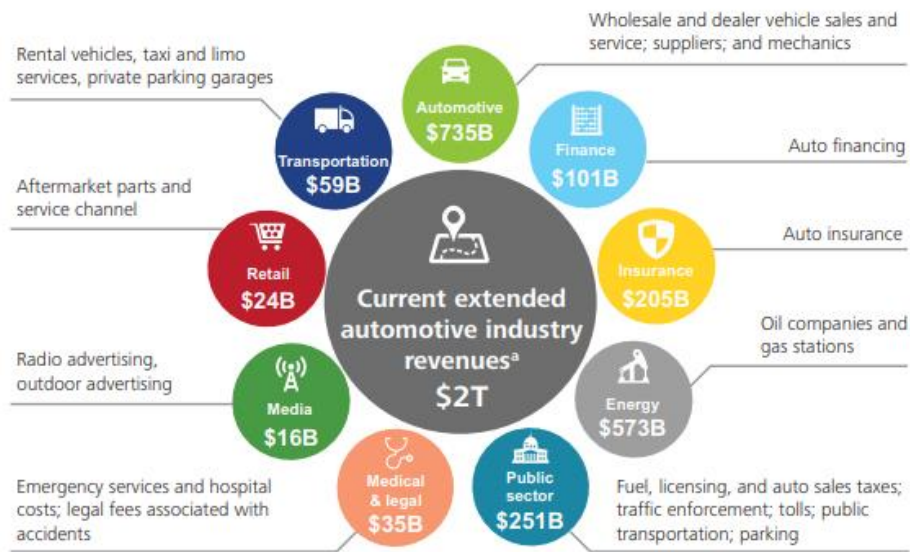 Wholesale and dealer vehicle sales and
service; suppliers; and mechanics
Automotive
$735B
Auto financing
Finance
$101B
Auto insurance
Insurance
$205B
Oil companies and
gas stations
Energy
$573B
Fuel, licensing, and auto sales taxes;
traffic enforcement; tolls; public
transportation; parking
Public
sector
$251B
Emergency services and hospital
costs; legal fees associated with
accidents
Medical
& legal
$35B
Radio advertising,
outdoor advertising
Media
$16B
Aftermarket parts and
service channel
Retail
$24B
Rental vehicles, taxi and limo
services, private parking garages
Transportation
$59B
Current extended
automotive industry
revenuesᵃ
$2T